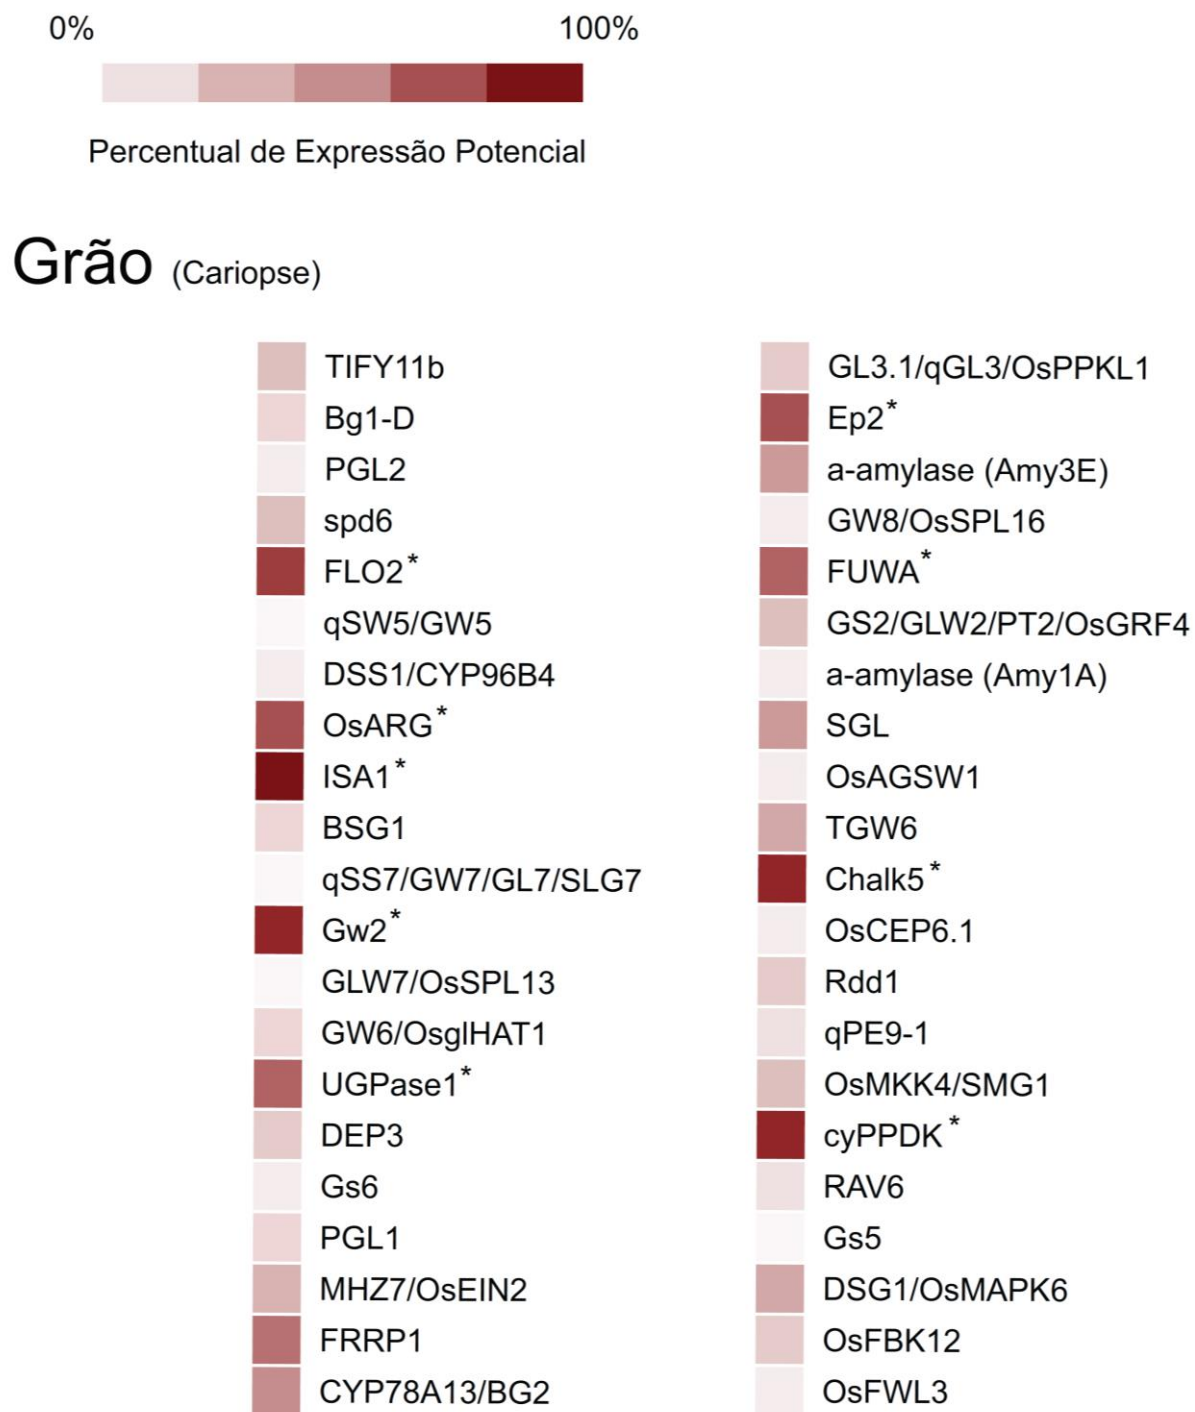 0% 100%
Percentual de Expressão Potencial
Grão (Cariopse)
TIFY11b
Bg1-D
PGL2
spd6
FLO2*
qSW5/GW5
DSS1/CYP96B4
OsARG*
ISA1*
BSG1
qSS7/GW7/GL7/SLG7
Gw2*
GLW7/OsSPL13
GW6/OsglHAT1
UGPase1*
DEP3
Gs6
PGL1
MHZ7/OsEIN2
FRRP1
CYP78A13/BG2
GL3.1/qGL3/OsPPKL1
Ep2*
a-amylase (Amy3E)
GW8/OsSPL16
FUWA*
GS2/GLW2/PT2/OsGRF4
a-amylase (Amy1A)
SGL
OsAGSW1
TGW6
Chalk5*
OsCEP6.1
Rdd1
qPE9-1
OsMKK4/SMG1
cyPPDK*
RAV6
Gs5
DSG1/OsMAPK6
OsFBK12
OsFWL3